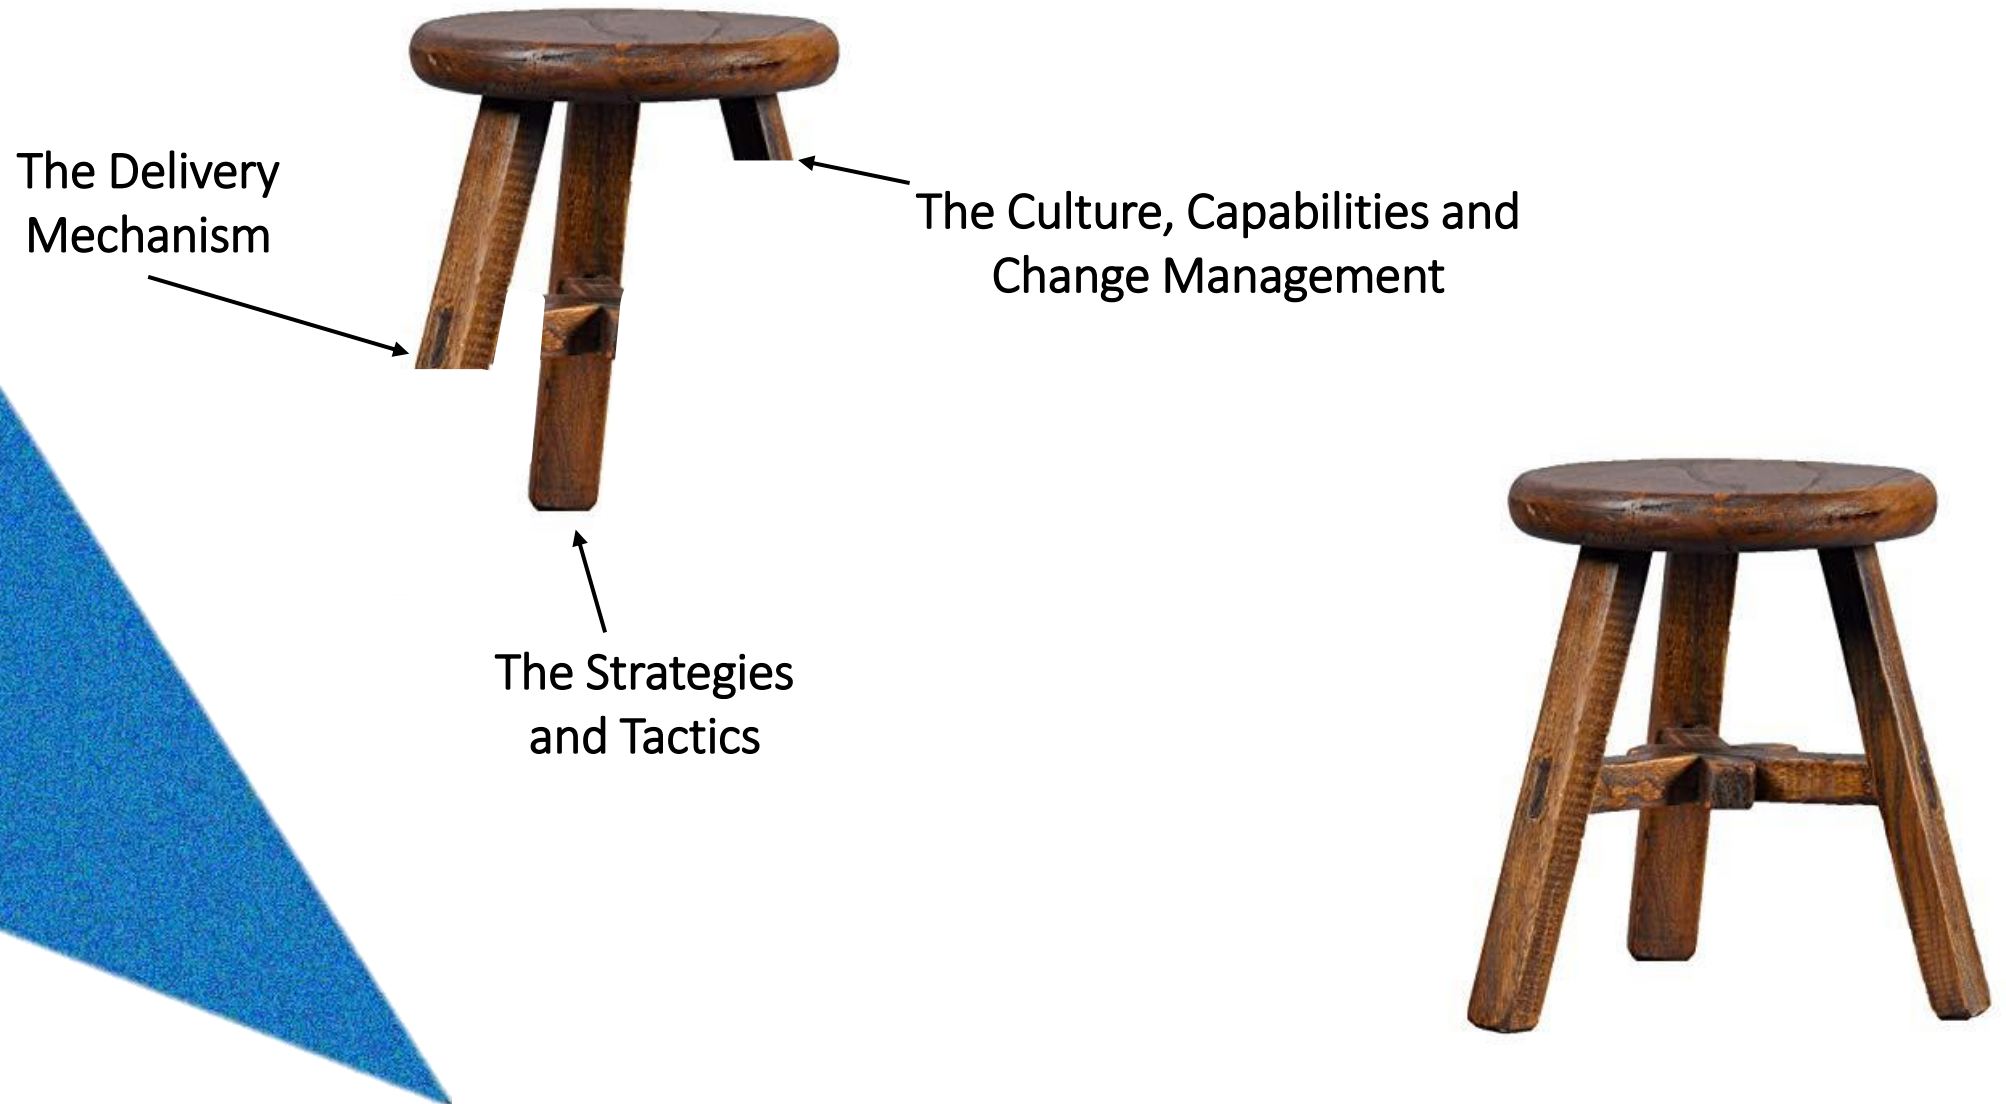 The Delivery
Mechanism
The Culture, Capabilities and
Change Management
The Strategies
and Tactics